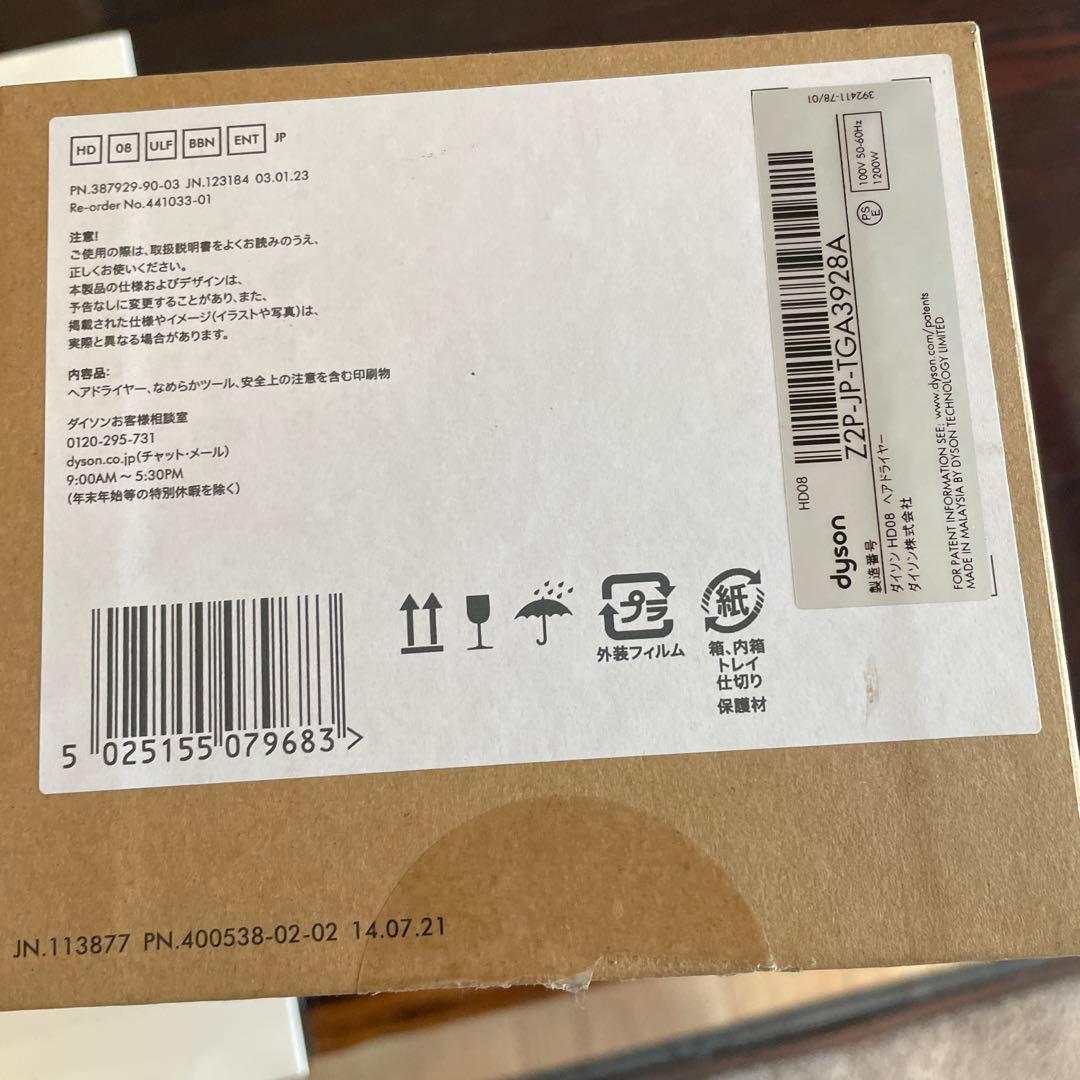 HD 08 ULF BBN ENT JP
PN.387929-90-03 JN.123184 03.01.23
Re-order No.441033-01
注意!
ご使用の際は、取扱説明書をよくお読みのうえ、
正しくお使いください。
本製品の仕様およびデザインは、
予告なしに変更することがあり、また、
掲載された仕様やイメージ(イラストや写真)は、
実際と異なる場合があります。
内容品:
ヘアドライヤー、なめらかツール、安全上の注意を含む印刷物
ダイソンお客様相談室
0120-295-731
dyson.co.jp(チャット・メール)
9:00AM ~ 5:30PM
(年末年始等の特別休暇を除く)
5 025155 079683 >
プラ
外装フィルム
紙
箱、内箱
トレイ
仕切り
保護材
392411-78/01
100V 50-60Hz
1200W
PS
E
HD08
Z2P-JP-TGA3928A
dyson
製造番号
ダイソン HD08 ヘアドライヤー
ダイソン株式会社
FOR PATENT INFORMATION SEE: www.dyson.com/patents
MADE IN MALAYSIA BY DYSON TECHNOLOGY LIMITED
JN.113877 PN.400538-02-02 14.07.21